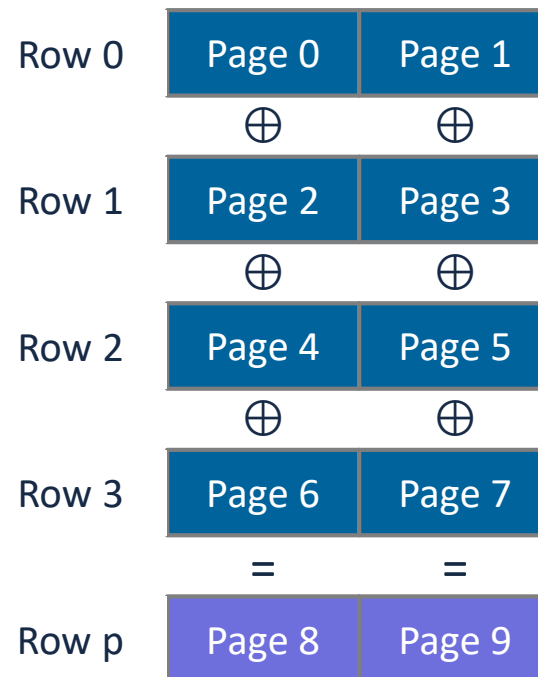 Row 0 Page 0 Page 1
⊕ ⊕
Row 1 Page 2 Page 3
⊕ ⊕
Row 2 Page 4 Page 5
⊕ ⊕
Row 3 Page 6 Page 7
= =
Row p Page 8 Page 9